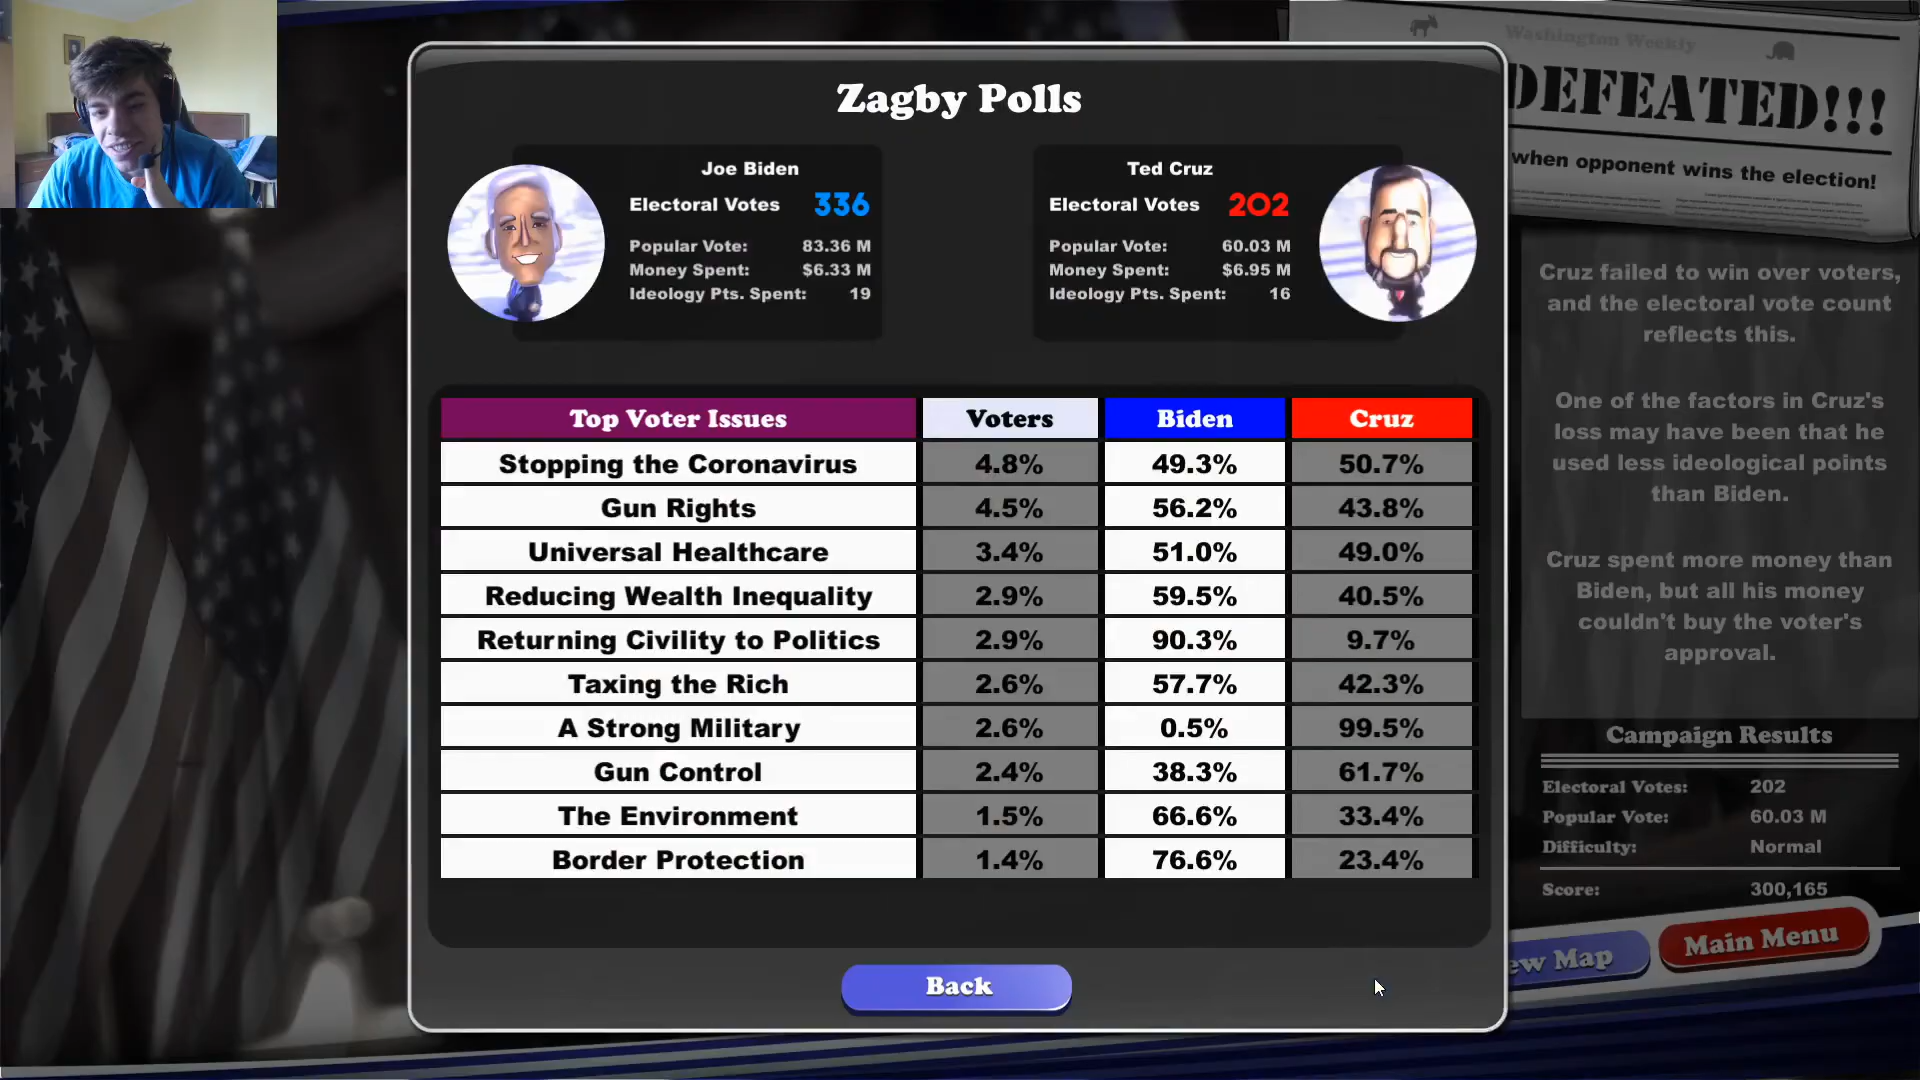 Washington Weekly
DEFEATED!!!
when opponent wins the election!
Zagby Polls
Joe Biden
Electoral Votes 336
Popular Vote: 83.36 M
Money Spent: $6.33 M
Ideology Pts. Spent: 19
Ted Cruz
Electoral Votes 202
Popular Vote: 60.03 M
Money Spent: $6.95 M
Ideology Pts. Spent: 16
Top Voter Issues Voters Biden Cruz
Stopping the Coronavirus 4.8% 49.3% 50.7%
Gun Rights 4.5% 56.2% 43.8%
Universal Healthcare 3.4% 51.0% 49.0%
Reducing Wealth Inequality 2.9% 59.5% 40.5%
Returning Civility to Politics 2.9% 90.3% 9.7%
Taxing the Rich 2.6% 57.7% 42.3%
A Strong Military 2.6% 0.5% 99.5%
Gun Control 2.4% 38.3% 61.7%
The Environment 1.5% 66.6% 33.4%
Border Protection 1.4% 76.6% 23.4%
Back
Cruz failed to win over voters,
and the electoral vote count
reflects this.
One of the factors in Cruz's
loss may have been that he
used less ideological points
than Biden.
Cruz spent more money than
Biden, but all his money
couldn't buy the voter's
approval.
Campaign Results
Electoral Votes: 202
Popular Vote: 60.03 M
Difficulty: Normal
Score: 300,165
ew Map
Main Menu